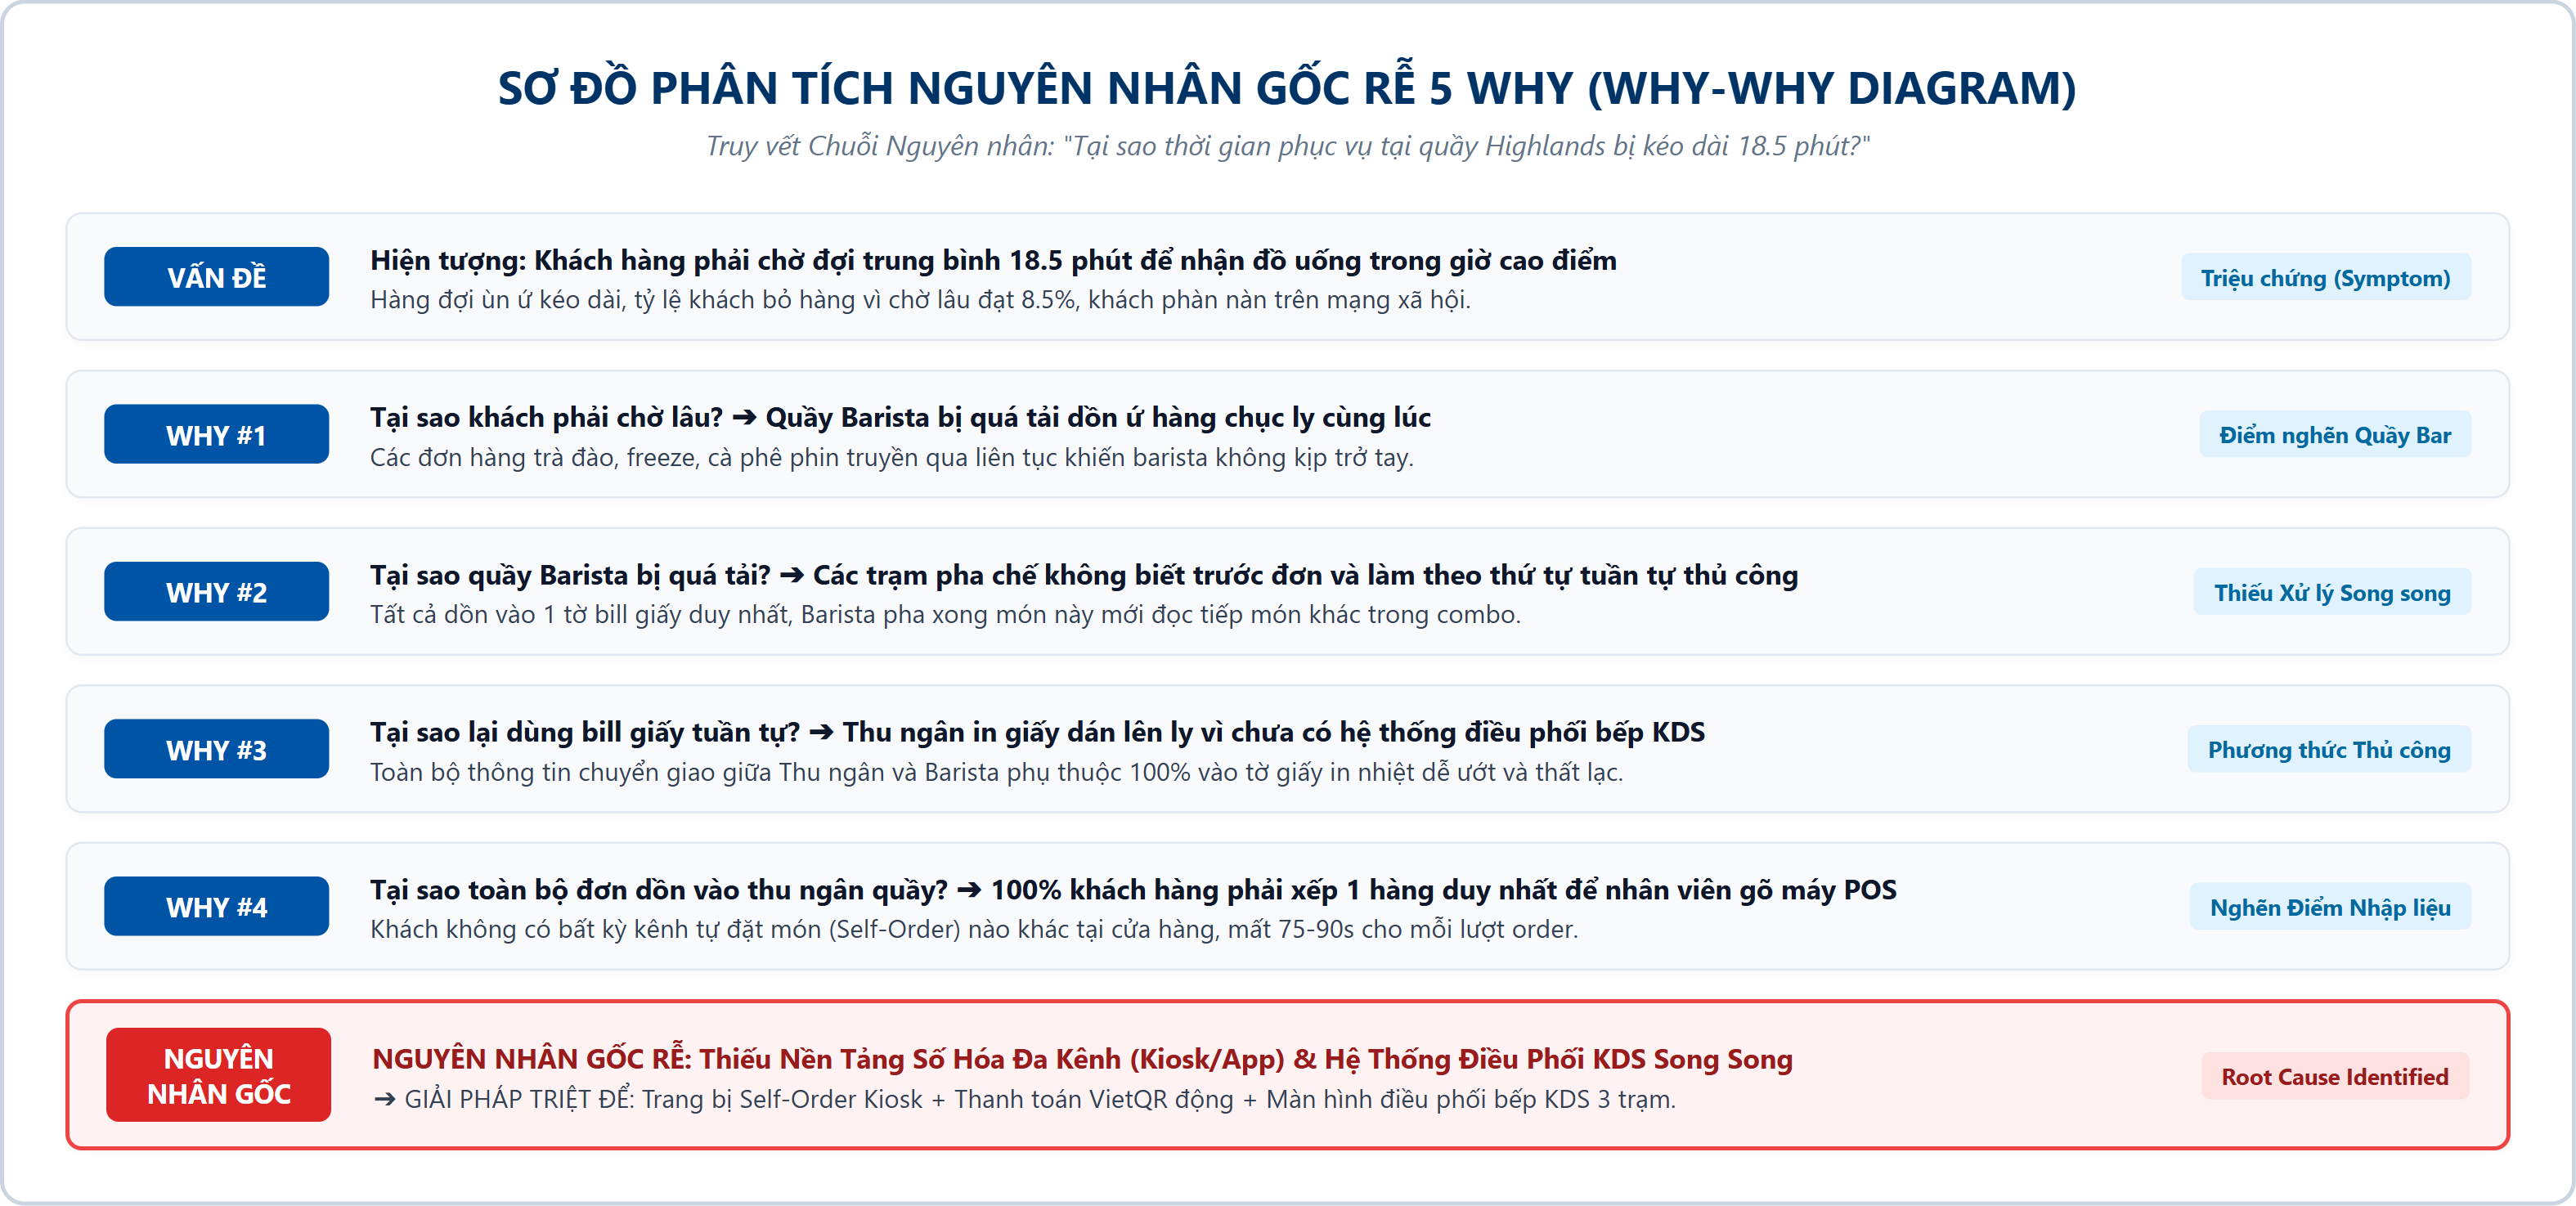 SƠ ĐỒ PHÂN TÍCH NGUYÊN NHÂN GỐC RỄ 5 WHY (WHY-WHY DIAGRAM)
Truy vết Chuỗi Nguyên nhân: "Tại sao thời gian phục vụ tại quầy Highlands bị kéo dài 18.5 phút?"
VẤN ĐỀ
Hiện tượng: Khách hàng phải chờ đợi trung bình 18.5 phút để nhận đồ uống trong giờ cao điểm
Hàng đợi ùn ứ kéo dài, tỷ lệ khách bỏ hàng vì chờ lâu đạt 8.5%, khách phàn nàn trên mạng xã hội.
Triệu chứng (Symptom)
WHY #1
Tại sao khách phải chờ lâu? ➔ Quầy Barista bị quá tải dồn ứ hàng chục ly cùng lúc
Các đơn hàng trà đào, freeze, cà phê phin truyền qua liên tục khiến barista không kịp trở tay.
Điểm nghẽn Quầy Bar
WHY #2
Tại sao quầy Barista bị quá tải? ➔ Các trạm pha chế không biết trước đơn và làm theo thứ tự tuần tự thủ công
Tất cả dồn vào 1 tờ bill giấy duy nhất, Barista pha xong món này mới đọc tiếp món khác trong combo.
Thiếu Xử lý Song song
WHY #3
Tại sao lại dùng bill giấy tuần tự? ➔ Thu ngân in giấy dán lên ly vì chưa có hệ thống điều phối bếp KDS
Toàn bộ thông tin chuyển giao giữa Thu ngân và Barista phụ thuộc 100% vào tờ giấy in nhiệt dễ ướt và thất lạc.
Phương thức Thủ công
WHY #4
Tại sao toàn bộ đơn dồn vào thu ngân quầy? ➔ 100% khách hàng phải xếp 1 hàng duy nhất để nhân viên gõ máy POS
Khách không có bất kỳ kênh tự đặt món (Self-Order) nào khác tại cửa hàng, mất 75-90s cho mỗi lượt order.
Nghẽn Điểm Nhập liệu
NGUYÊN
NHÂN GỐC
NGUYÊN NHÂN GỐC RỄ: Thiếu Nền Tảng Số Hóa Đa Kênh (Kiosk/App) & Hệ Thống Điều Phối KDS Song Song
➔ GIẢI PHÁP TRIỆT ĐỂ: Trang bị Self-Order Kiosk + Thanh toán VietQR động + Màn hình điều phối bếp KDS 3 trạm.
Root Cause Identified